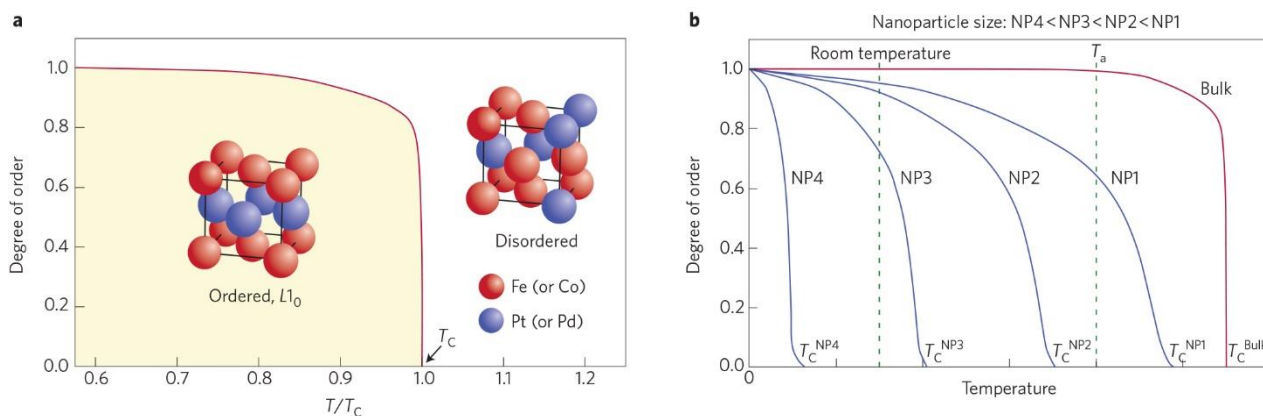 a
Degree of order
1.0
0.8
0.6
0.4
0.2
0.0
Ordered, L1₀
Disordered
Fe (or Co)
Pt (or Pd)
T_C
0.6
0.7
0.8
0.9
1.0
1.1
1.2
T/T_C
b
Nanoparticle size: NP4 < NP3 < NP2 < NP1
Room temperature
T_a
Degree of order
1.0
0.8
0.6
0.4
0.2
0.0
Bulk
NP4
NP3
NP2
NP1
T_C^NP4
T_C^NP3
T_C^NP2
T_C^NP1
T_C^Bulk
0
Temperature